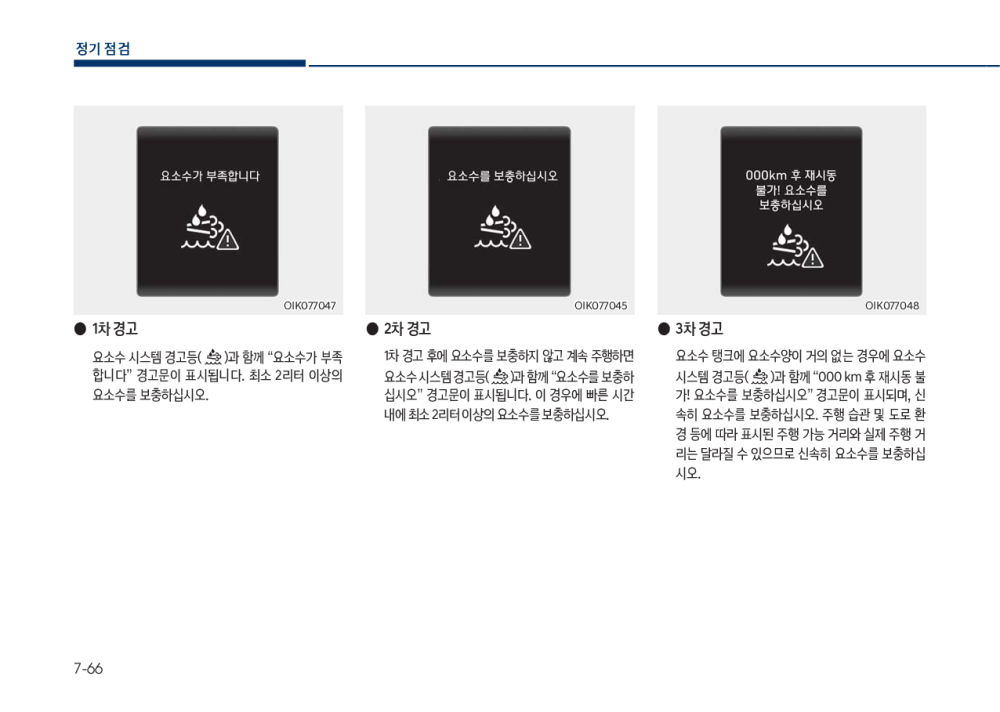 정기 점검
요소수가 부족합니다
OIK077047
● 1차 경고
요소수 시스템 경고등( )과 함께 “요소수가 부족
합니다” 경고문이 표시됩니다. 최소 2리터 이상의
요소수를 보충하십시오.
요소수를 보충하십시오
OIK077045
● 2차 경고
1차 경고 후에 요소수를 보충하지 않고 계속 주행하면
요소수 시스템 경고등( )과 함께 “요소수를 보충하
십시오” 경고문이 표시됩니다. 이 경우에 빠른 시간
내에 최소 2리터 이상의 요소수를 보충하십시오.
000km 후 재시동
불가! 요소수를
보충하십시오
OIK077048
● 3차 경고
요소수 탱크에 요소수양이 거의 없는 경우에 요소수
시스템 경고등( )과 함께 “000 km 후 재시동 불
가! 요소수를 보충하십시오” 경고문이 표시되며, 신
속히 요소수를 보충하십시오. 주행 습관 및 도로 환
경 등에 따라 표시된 주행 가능 거리와 실제 주행 거
리는 달라질 수 있으므로 신속히 요소수를 보충하십
시오.
7-66